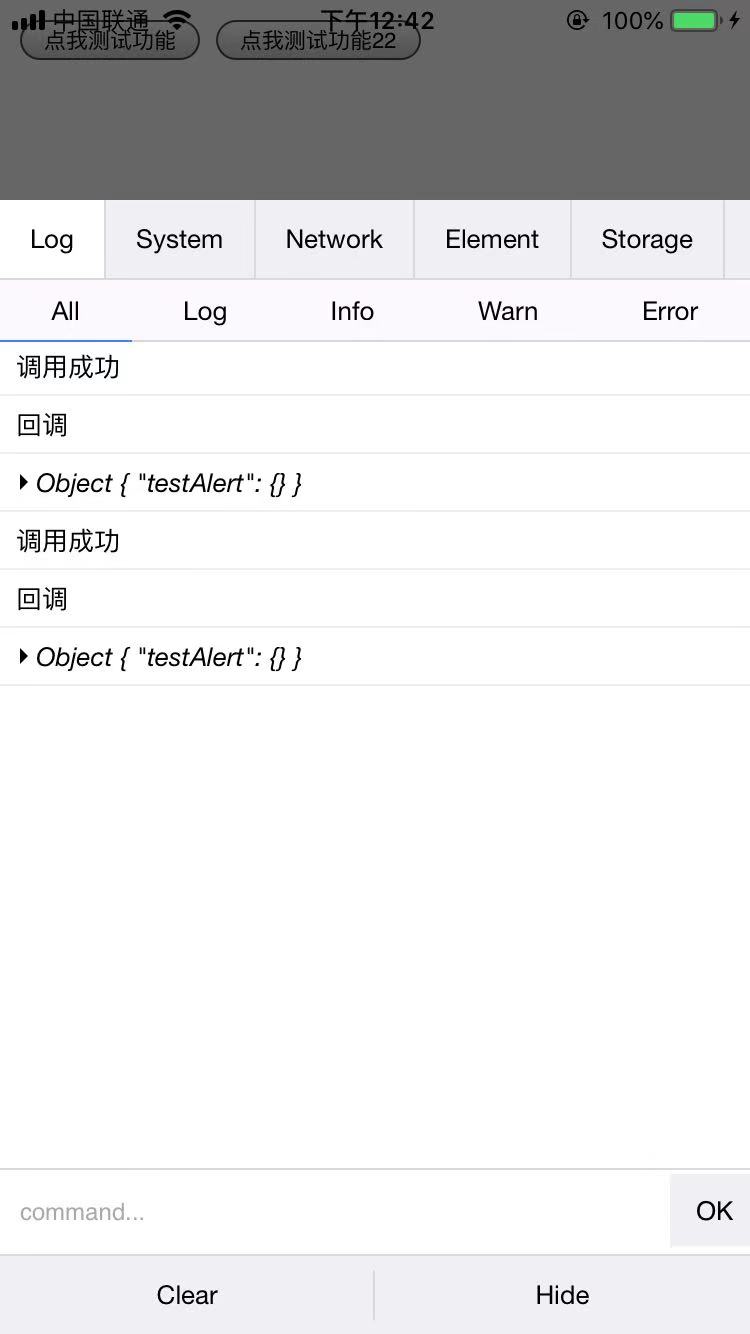 中国联通 下午12:42 100%
点我测试功能 点我测试功能22
Log System Network Element Storage
All Log Info Warn Error
调用成功
回调
Object { "testAlert": {} }
调用成功
回调
Object { "testAlert": {} }
command... OK
Clear Hide